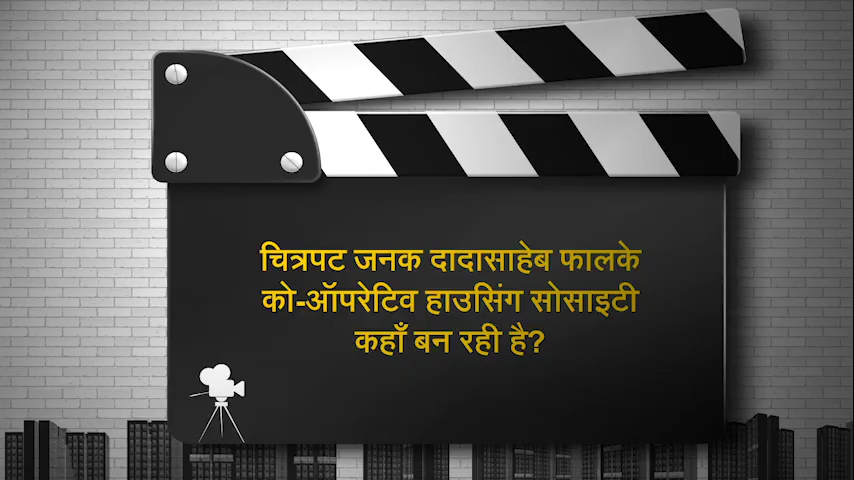 चित्रपट जनक दादासाहेब फालके
को-ऑपरेटिव हाउसिंग सोसाइटी
कहाँ बन रही है?